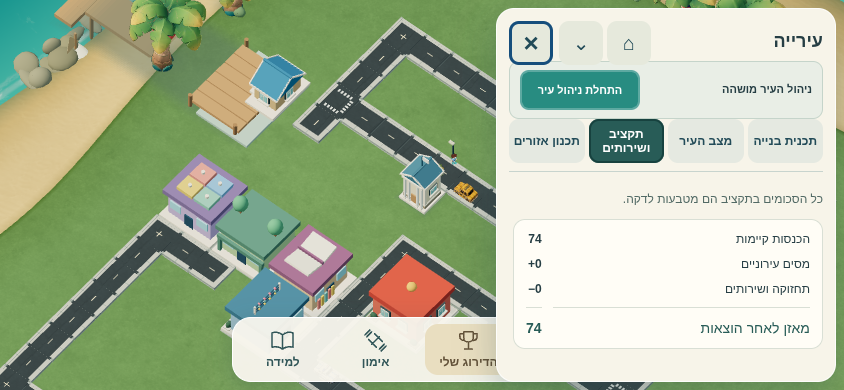 עירייה
ניהול העיר מושהה
התחלת ניהול עיר
תכנית בנייה
מצב העיר
תקציב
ושירותים
תכנון אזורים
כל הסכומים בתקציב הם מטבעות לדקה.
הכנסות קיימות 74
מסים עירוניים +0
תחזוקה ושירותים −0
מאזן לאחר הוצאות 74
הדירוג שלי
אימון
למידה